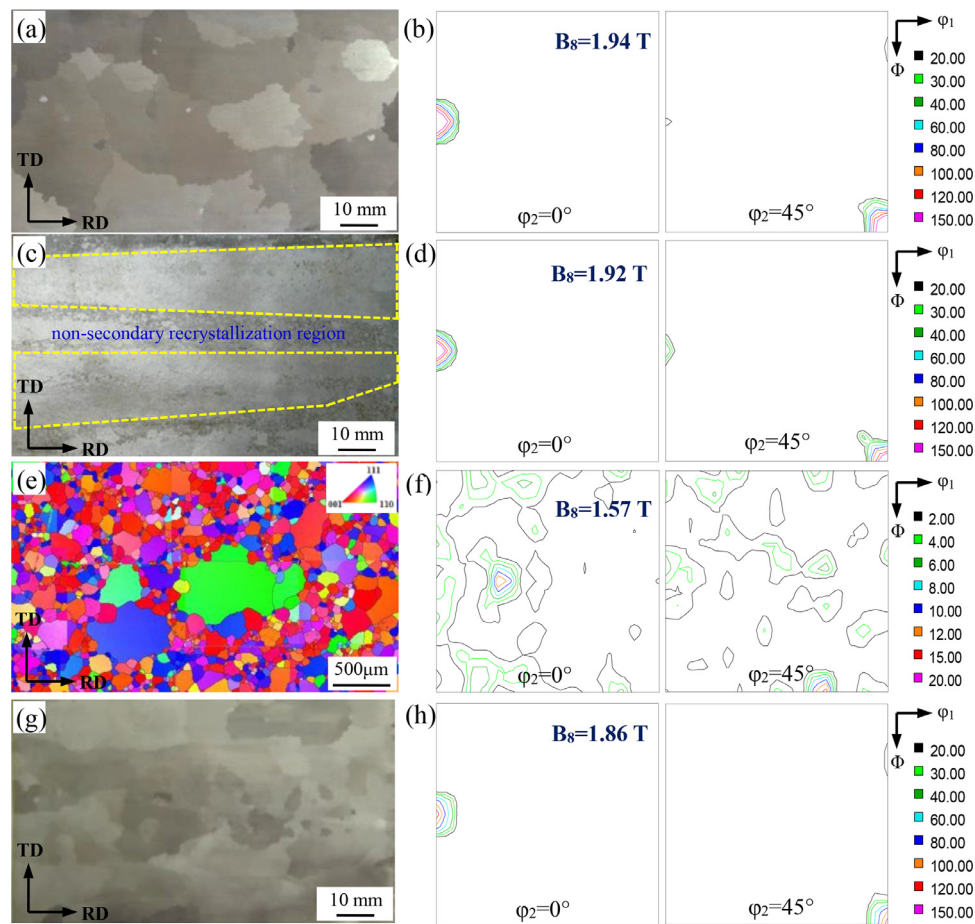 (a)
TD
RD
10 mm
(b)
B₈=1.94 T
φ₂=0°
φ₂=45°
φ₁
Φ
20.00
30.00
40.00
60.00
80.00
100.00
120.00
150.00
(c)
non-secondary recrystallization region
TD
RD
10 mm
(d)
B₈=1.92 T
φ₂=0°
φ₂=45°
φ₁
Φ
20.00
30.00
40.00
60.00
80.00
100.00
120.00
150.00
(e)
111
001 110
TD
RD
500μm
(f)
B₈=1.57 T
φ₂=0°
φ₂=45°
φ₁
Φ
2.00
4.00
6.00
8.00
10.00
12.00
15.00
20.00
(g)
TD
RD
10 mm
(h)
B₈=1.86 T
φ₂=0°
φ₂=45°
φ₁
Φ
20.00
30.00
40.00
60.00
80.00
100.00
120.00
150.00